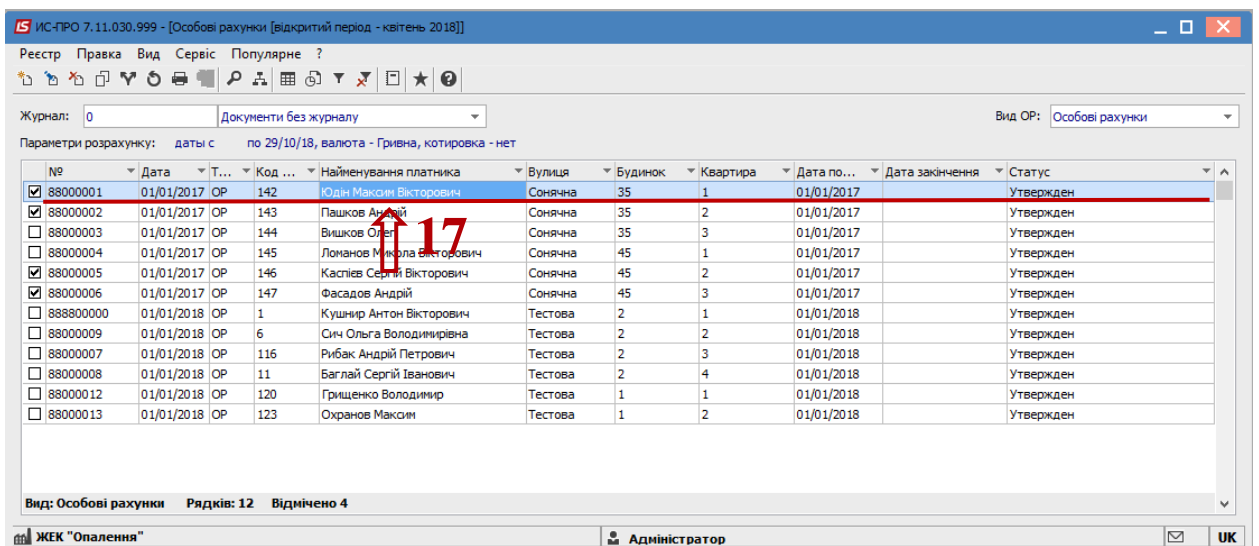 ИС-ПРО 7.11.030.999 - [Особові рахунки [відкритий період - квітень 2018]]
Реєстр Правка Вид Сервіс Популярне ?
Журнал: 0 Документи без журналу Вид ОР: Особові рахунки
Параметри розрахунку: даты с по 29/10/18, валюта - Гривна, котировка - нет
№ Дата Т... Код ... Найменування платника Вулиця Будинок Квартира Дата по... Дата закінчення Статус
88000001 01/01/2017 ОР 142 Юдін Максим Вікторович Сонячна 35 1 01/01/2017 Утвержден
88000002 01/01/2017 ОР 143 Пашков Андрій Сонячна 35 2 01/01/2017 Утвержден
88000003 01/01/2017 ОР 144 Вишков Олег Сонячна 35 3 01/01/2017 Утвержден
17
88000004 01/01/2017 ОР 145 Ломанов Микола Вікторович Сонячна 45 1 01/01/2017 Утвержден
88000005 01/01/2017 ОР 146 Каспієв Сергій Вікторович Сонячна 45 2 01/01/2017 Утвержден
88000006 01/01/2017 ОР 147 Фасадов Андрій Сонячна 45 3 01/01/2017 Утвержден
888800000 01/01/2018 ОР 1 Кушнир Антон Вікторович Тестова 2 1 01/01/2018 Утвержден
88000009 01/01/2018 ОР 6 Сич Ольга Володимирівна Тестова 2 2 01/01/2018 Утвержден
88000007 01/01/2018 ОР 116 Рибак Андрій Петрович Тестова 2 3 01/01/2018 Утвержден
88000008 01/01/2018 ОР 11 Баглай Сергій Іванович Тестова 2 4 01/01/2018 Утвержден
88000012 01/01/2018 ОР 120 Грищенко Володимир Тестова 1 1 01/01/2018 Утвержден
88000013 01/01/2018 ОР 123 Охранов Максим Тестова 1 2 01/01/2018 Утвержден
Вид: Особові рахунки Рядків: 12 Відмічено 4
ЖЕК "Опалення" Адміністратор UK